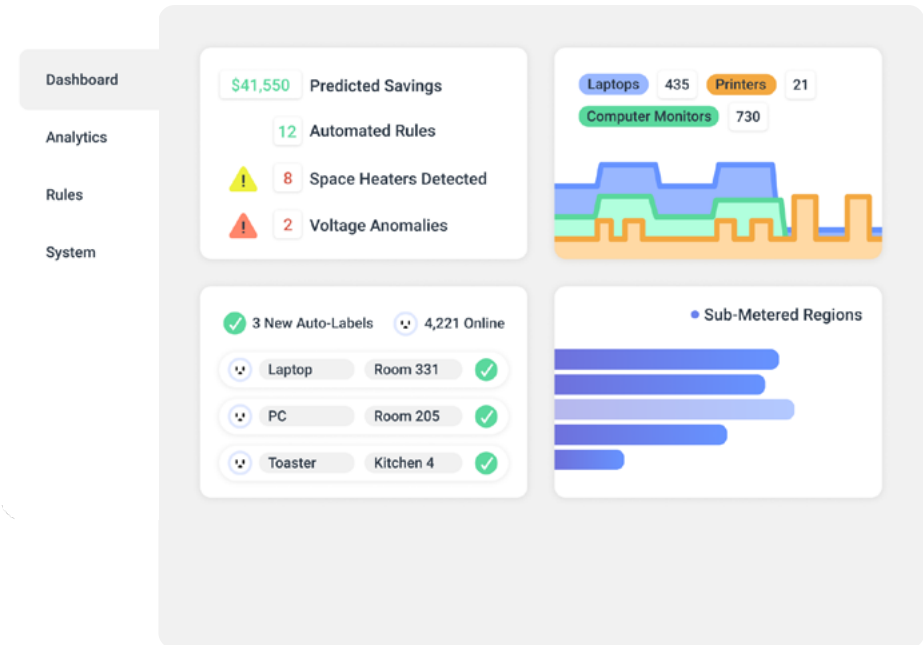 Dashboard
Analytics
Rules
System
$41,550 Predicted Savings
12 Automated Rules
! 8 Space Heaters Detected
! 2 Voltage Anomalies
Laptops 435 Printers 21
Computer Monitors 730
3 New Auto-Labels 4,221 Online
Laptop Room 331
PC Room 205
Toaster Kitchen 4
Sub-Metered Regions